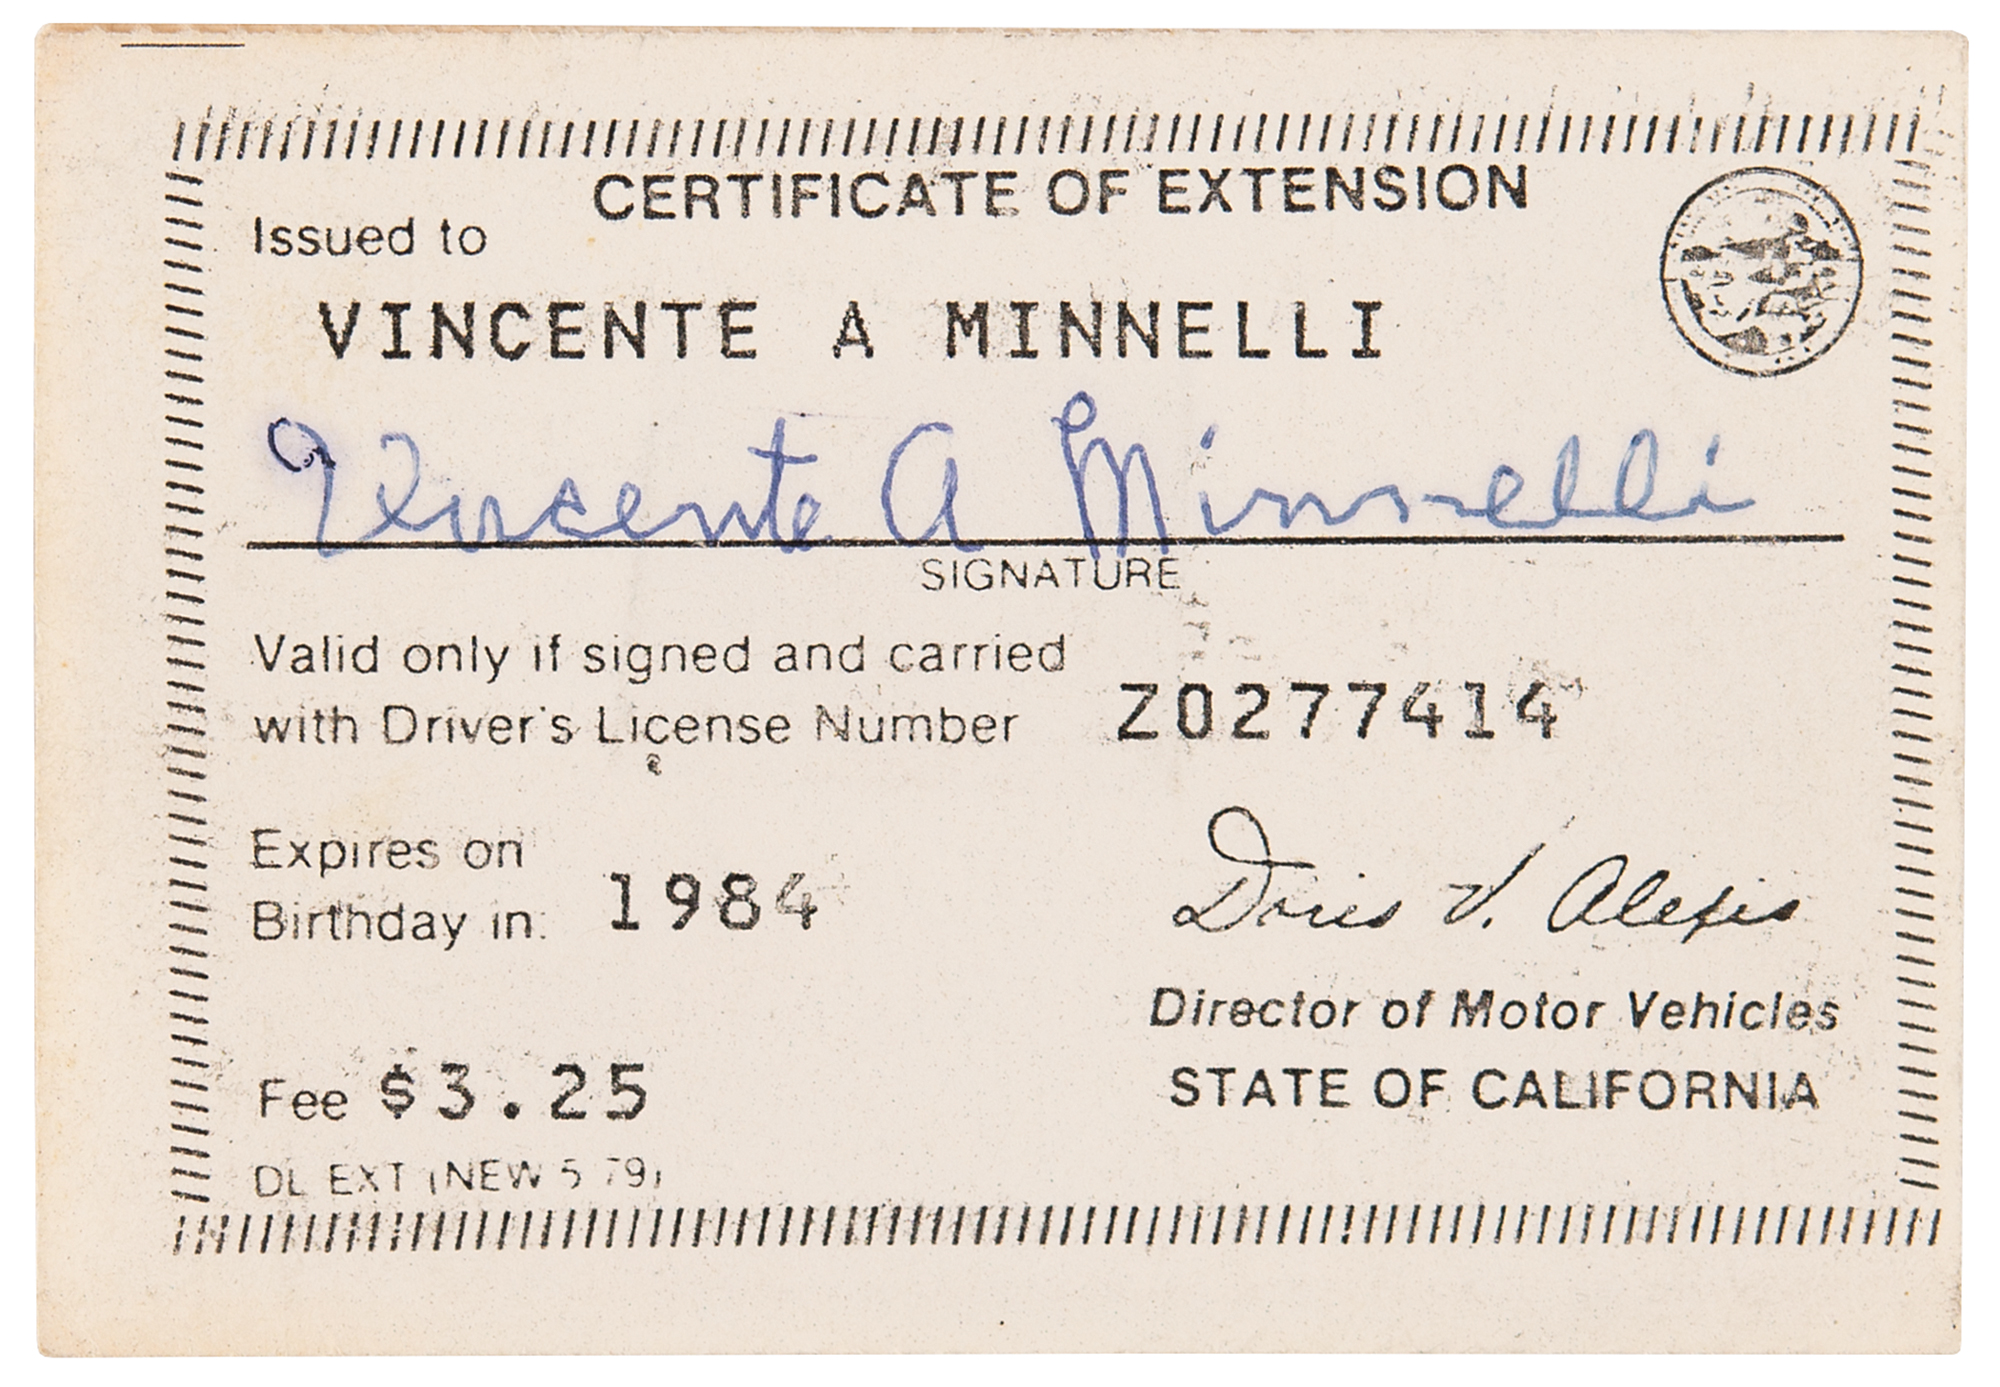 CERTIFICATE OF EXTENSION
Issued to
VINCENTE A MINNELLI
Vincente A Minnelli
SIGNATURE
Valid only if signed and carried
with Driver's License Number Z0277414
Expires on
Birthday in: 1984
Doris V. Alexis
Director of Motor Vehicles
STATE OF CALIFORNIA
Fee $3.25
DL EXT (NEW 5 79)